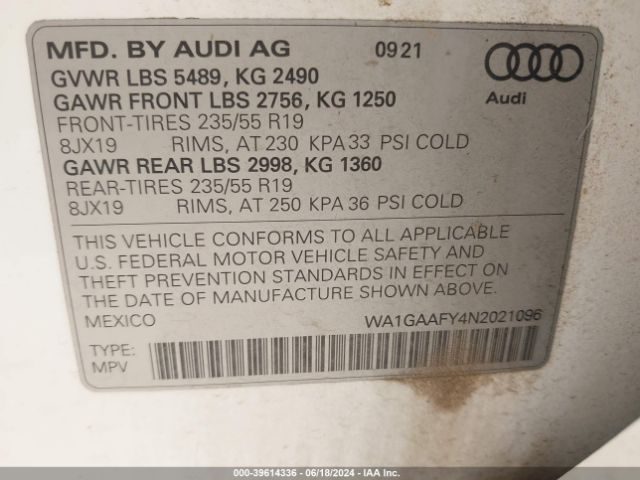 MFD. BY AUDI AG 0921
GVWR LBS 5489, KG 2490
GAWR FRONT LBS 2756, KG 1250
Audi
FRONT-TIRES 235/55 R19
8JX19 RIMS, AT 230 KPA 33 PSI COLD
GAWR REAR LBS 2998, KG 1360
REAR-TIRES 235/55 R19
8JX19 RIMS, AT 250 KPA 36 PSI COLD
THIS VEHICLE CONFORMS TO ALL APPLICABLE
U.S. FEDERAL MOTOR VEHICLE SAFETY AND
THEFT PREVENTION STANDARDS IN EFFECT ON
THE DATE OF MANUFACTURE SHOWN ABOVE.
MEXICO WA1GAAFY4N2021096
TYPE:
MPV
000-39614336 - 06/18/2024 - IAA Inc.